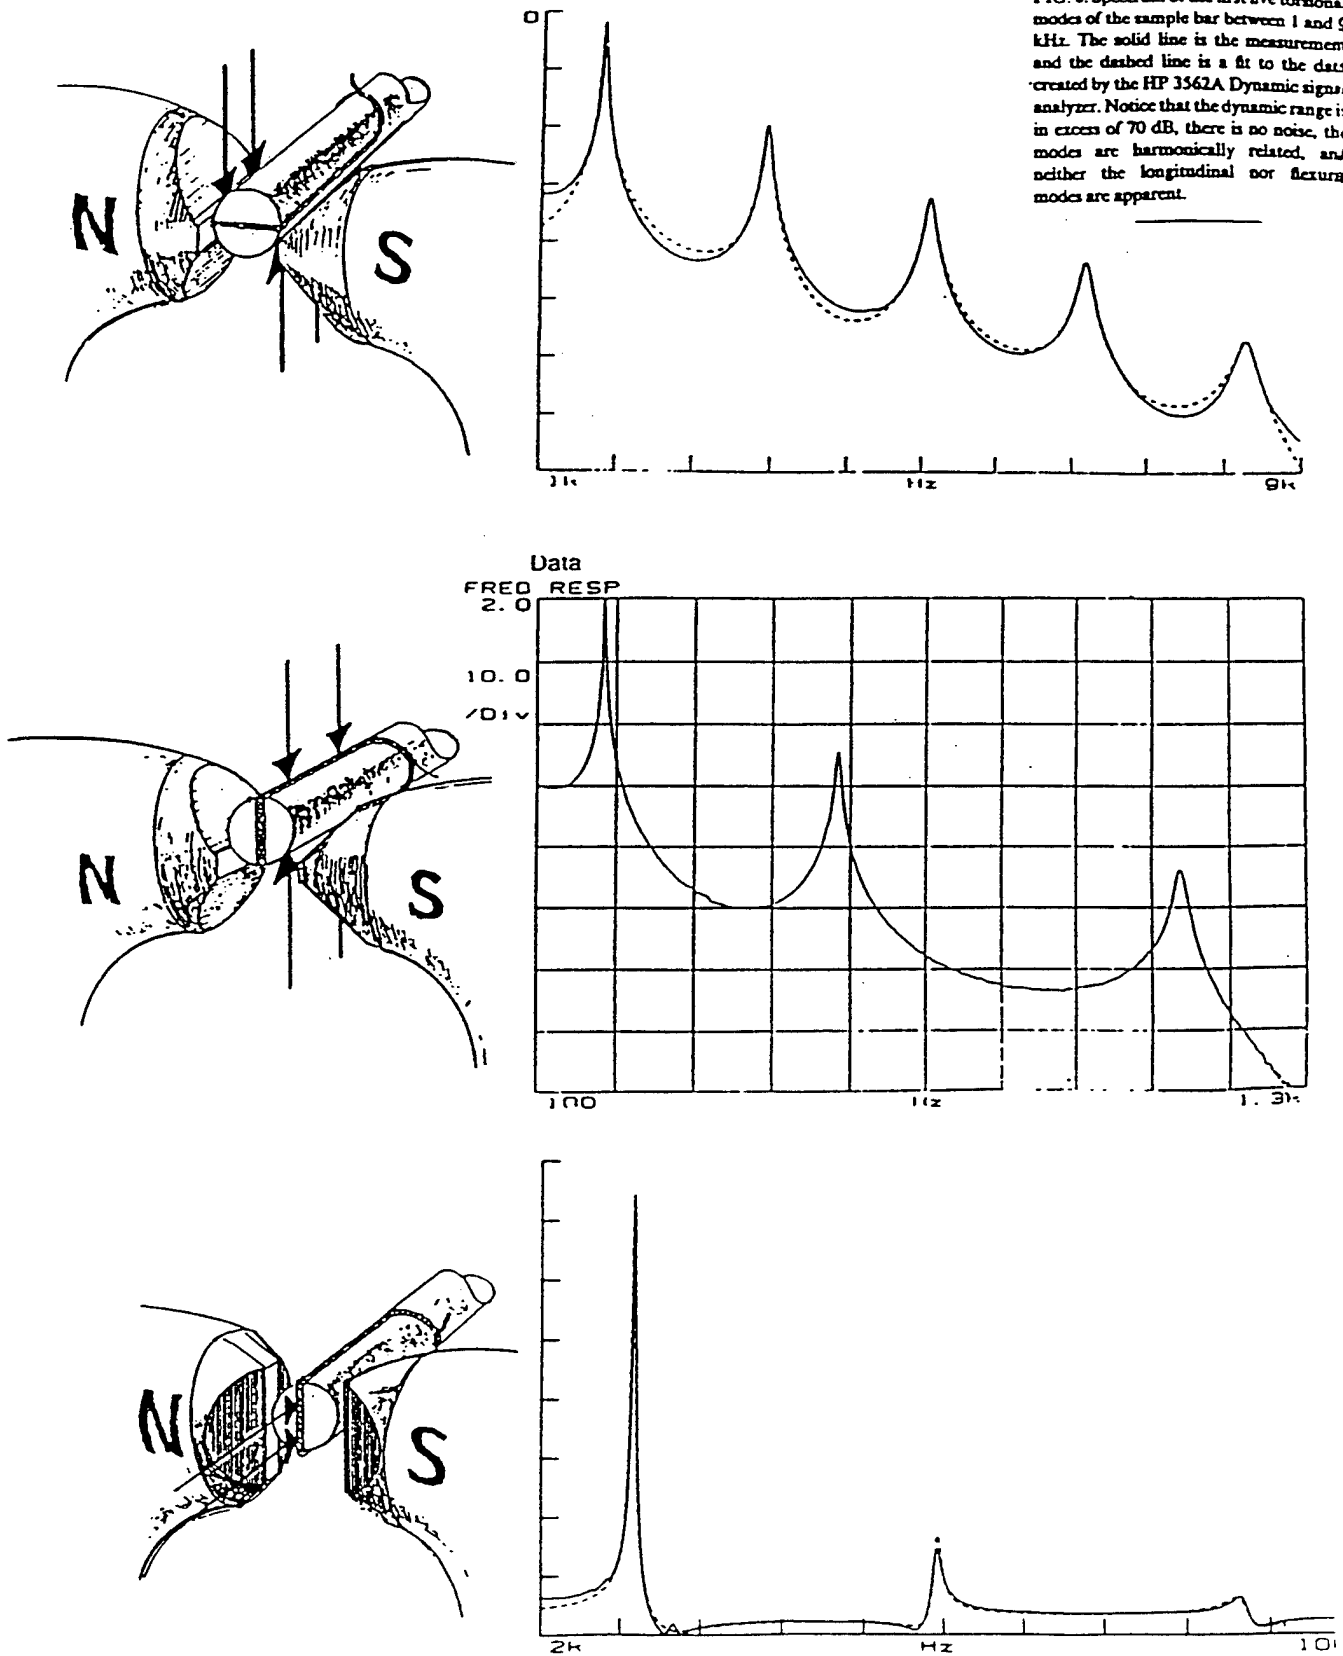 modes of the sample bar between 1 and 9
kHz. The solid line is the measurement
and the dashed line is a fit to the data
created by the HP 3562A Dynamic signal
analyzer. Notice that the dynamic range is
in excess of 70 dB, there is no noise, the
modes are harmonically related, and
neither the longitudinal nor flexural
modes are apparent.
0
N
S
1k
Hz
9k
Data
FREQ RESP
2.0
10.0
/Div
N
S
100
Hz
1.3k
N
S
2k
Hz